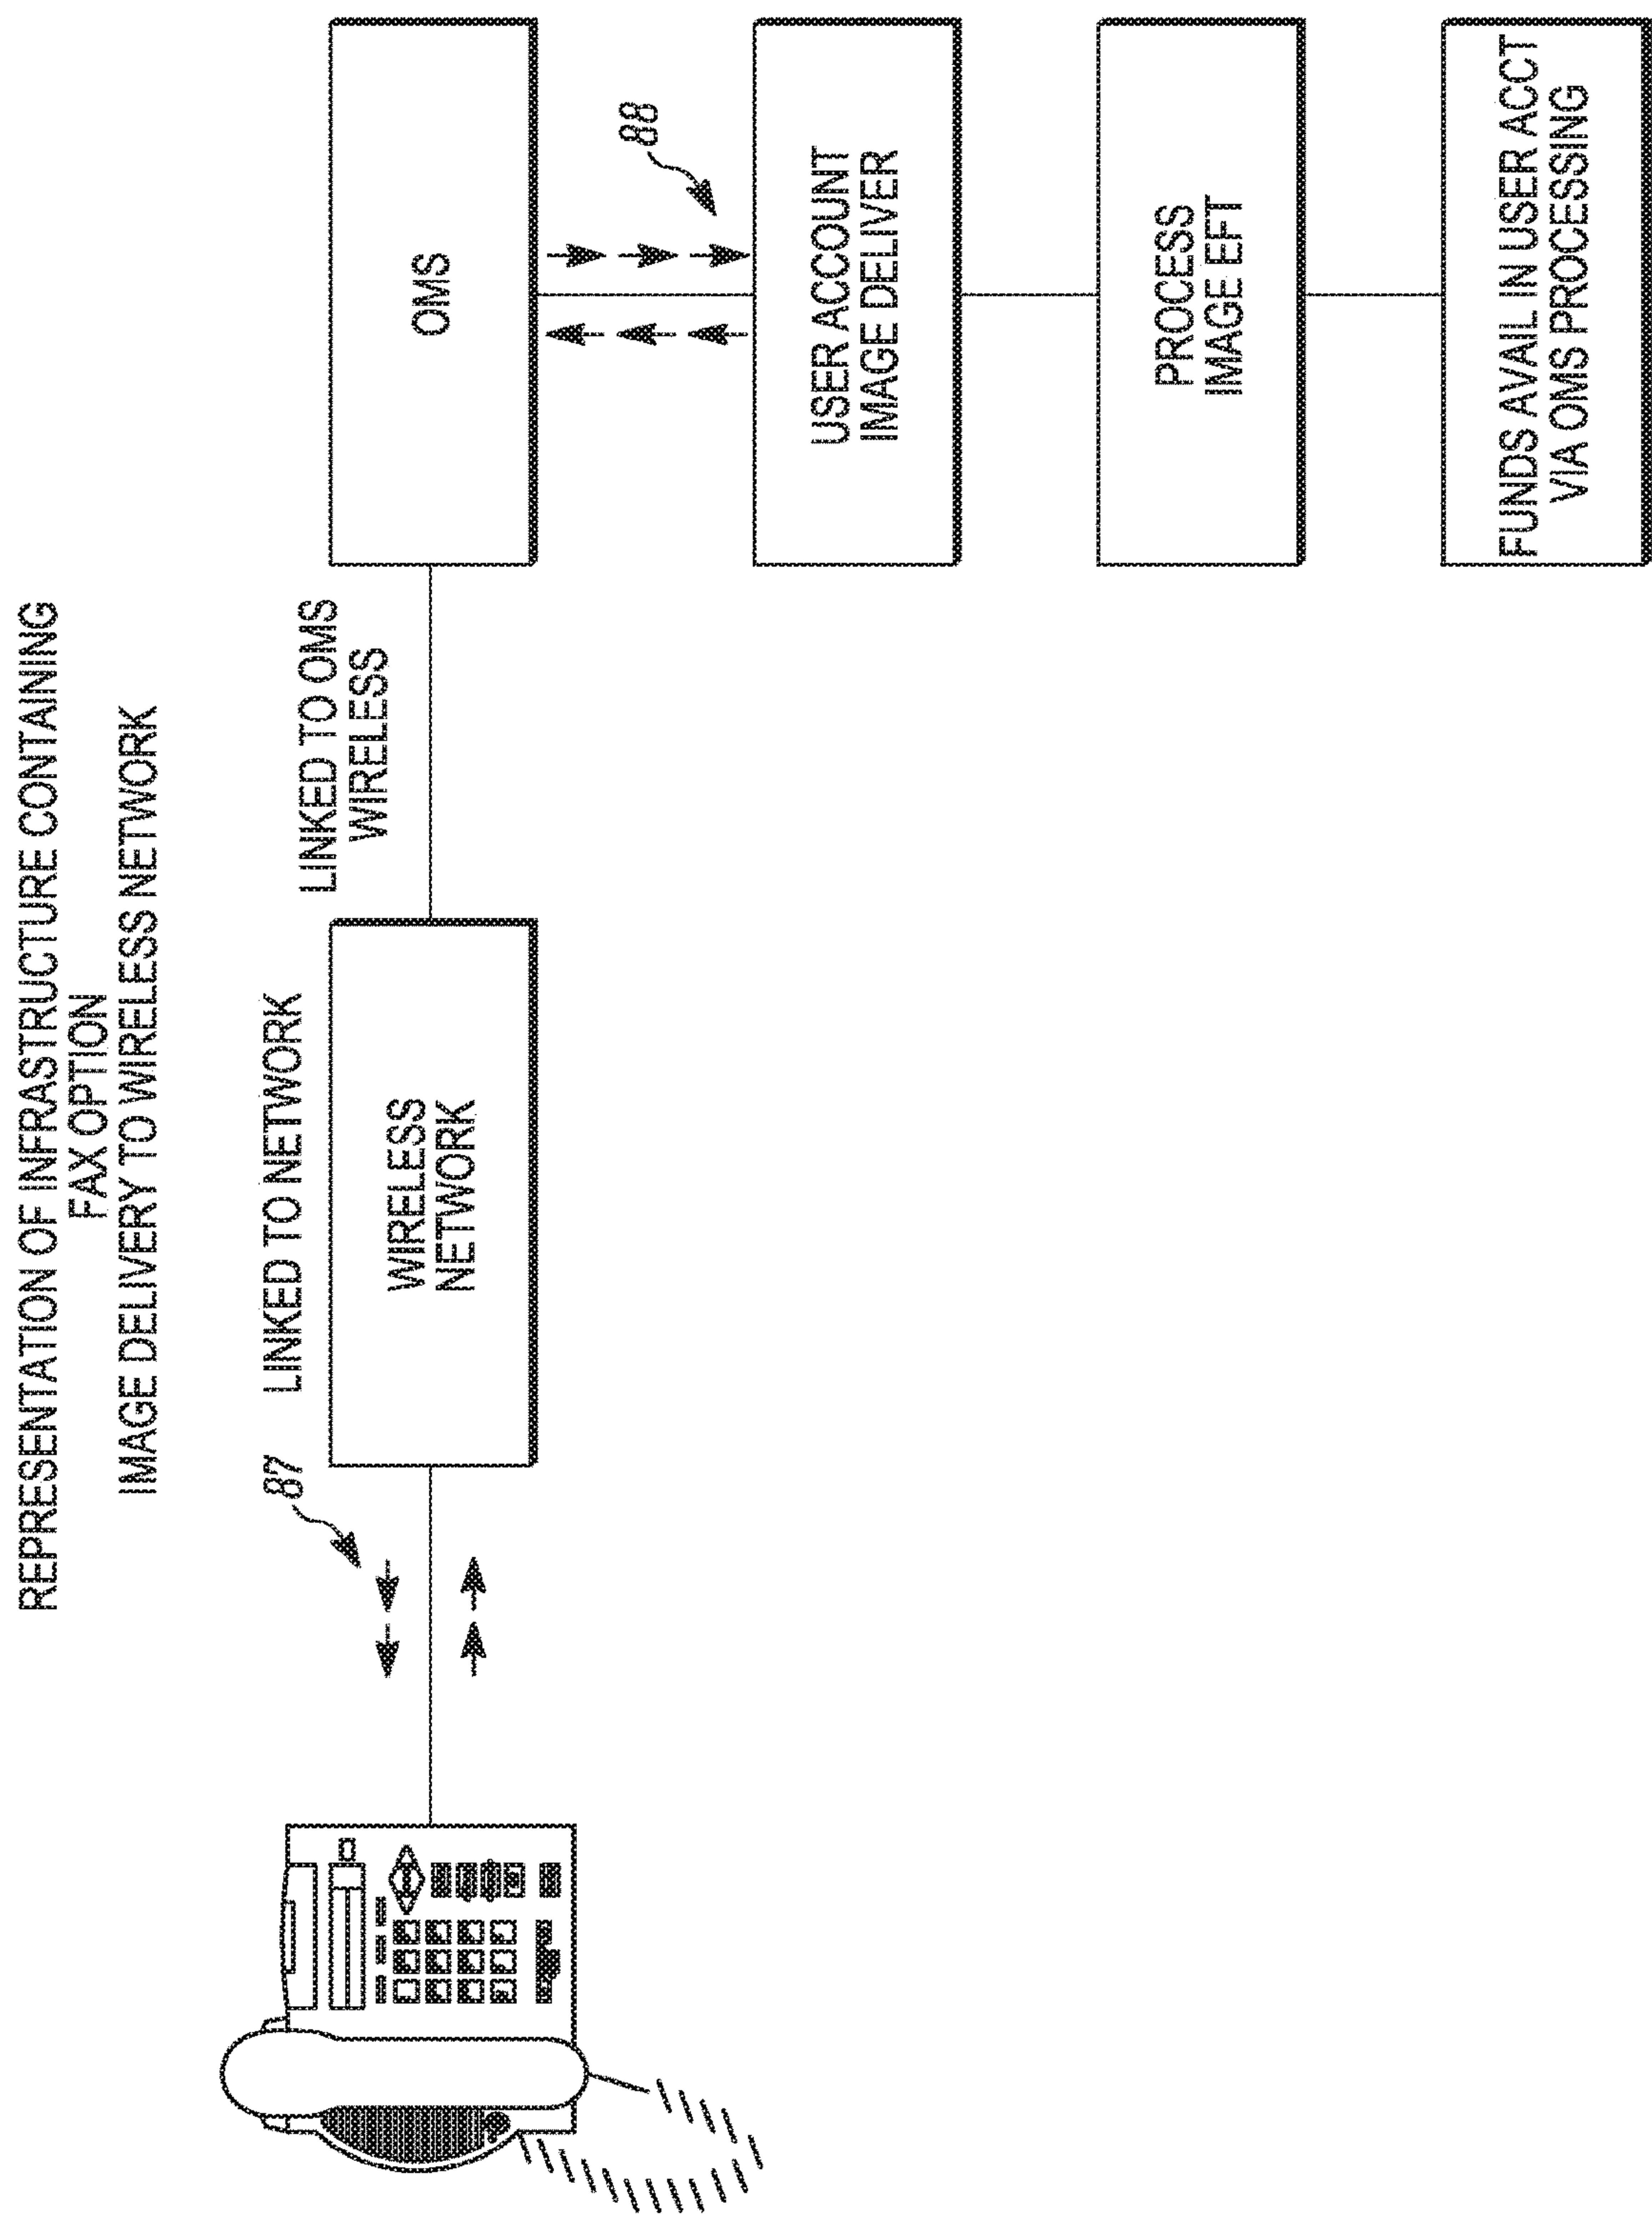 REPRESENTATION OF INFRASTRUCTURE CONTAINING
FAX OPTION
IMAGE DELIVERY TO WIRELESS NETWORK
87
LINKED TO NETWORK
WIRELESS
NETWORK
LINKED TO OMS
WIRELESS
OMS
88
USER ACCOUNT
IMAGE DELIVER
PROCESS
IMAGE EFT
FUNDS AVAIL IN USER ACCT
VIA OMS PROCESSING